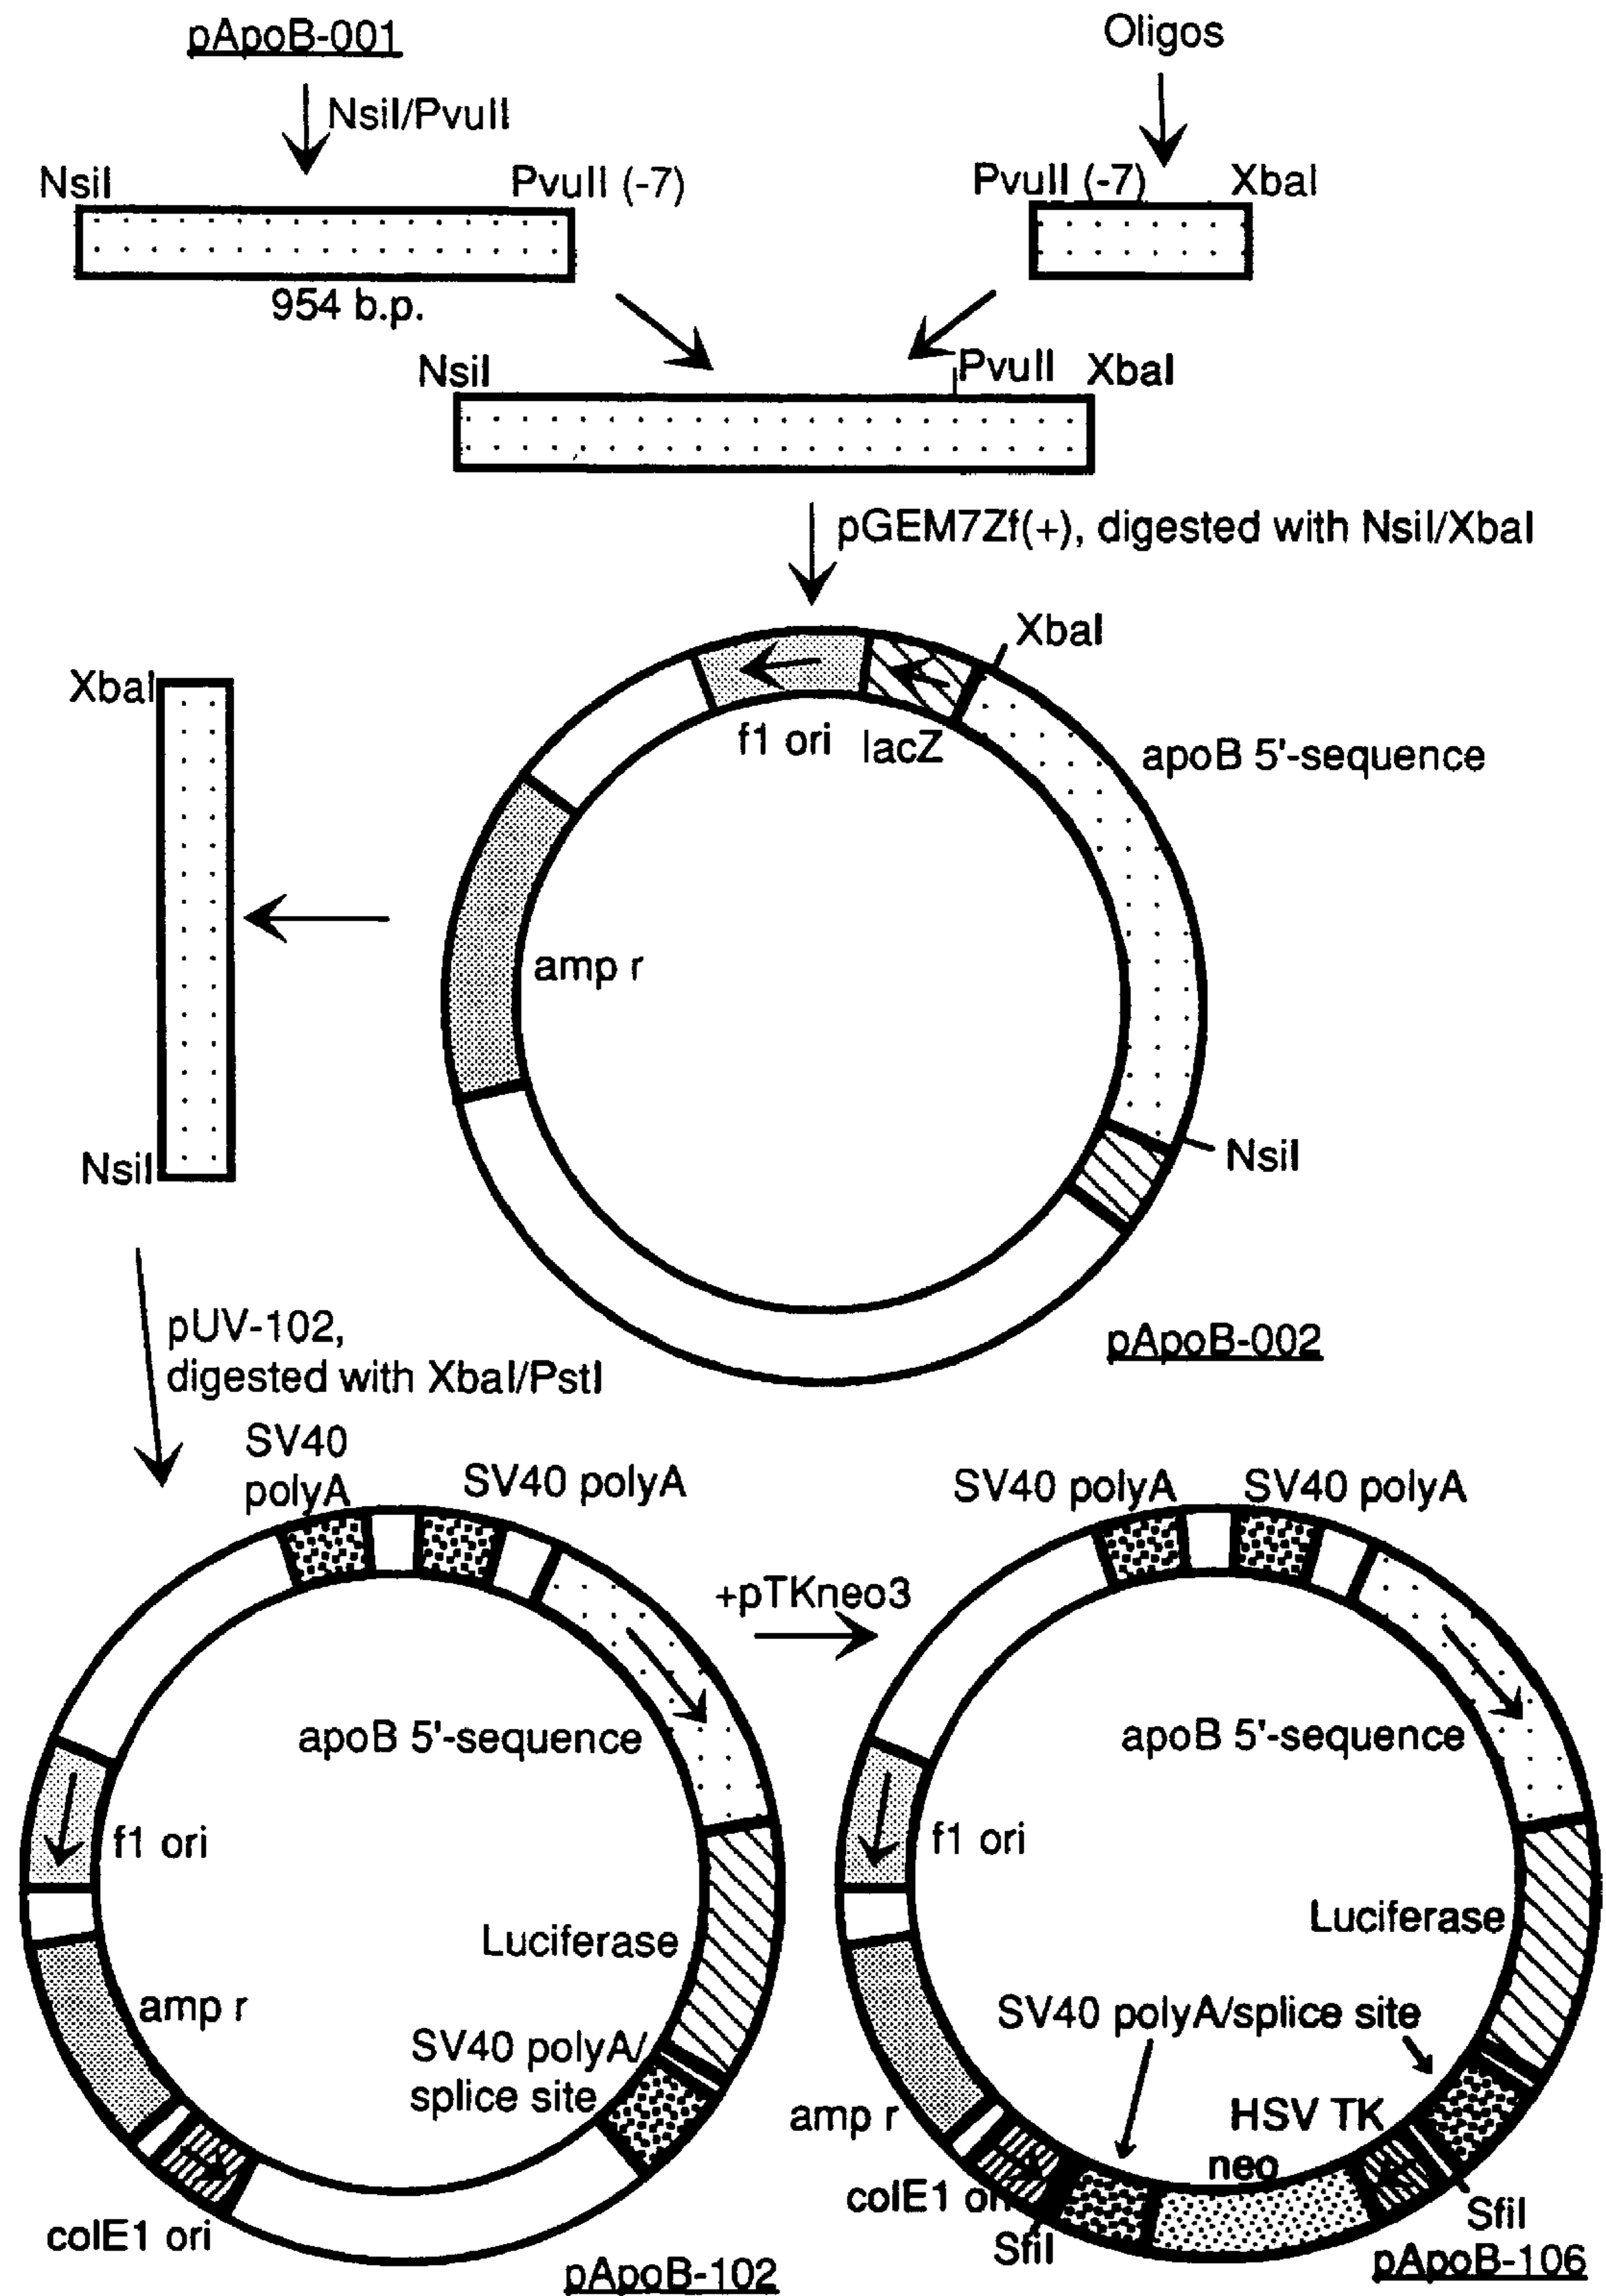 pApoB-001
Oligos
NsiI/PvuII
NsiI
PvuII (-7)
PvuII (-7)
XbaI
954 b.p.
NsiI
PvuII
XbaI
pGEM7Zf(+), digested with NsiI/XbaI
XbaI
XbaI
f1 ori
lacZ
apoB 5'-sequence
amp r
NsiI
NsiI
pUV-102,
digested with XbaI/PstI
pApoB-002
SV40
polyA
SV40 polyA
SV40 polyA
SV40 polyA
+pTKneo3
apoB 5'-sequence
apoB 5'-sequence
f1 ori
f1 ori
Luciferase
Luciferase
amp r
SV40 polyA/
splice site
SV40 polyA/splice site
amp r
HSV TK
neo
colE1 ori
colE1 ori
SfiI
SfiI
pApoB-102
pApoB-106